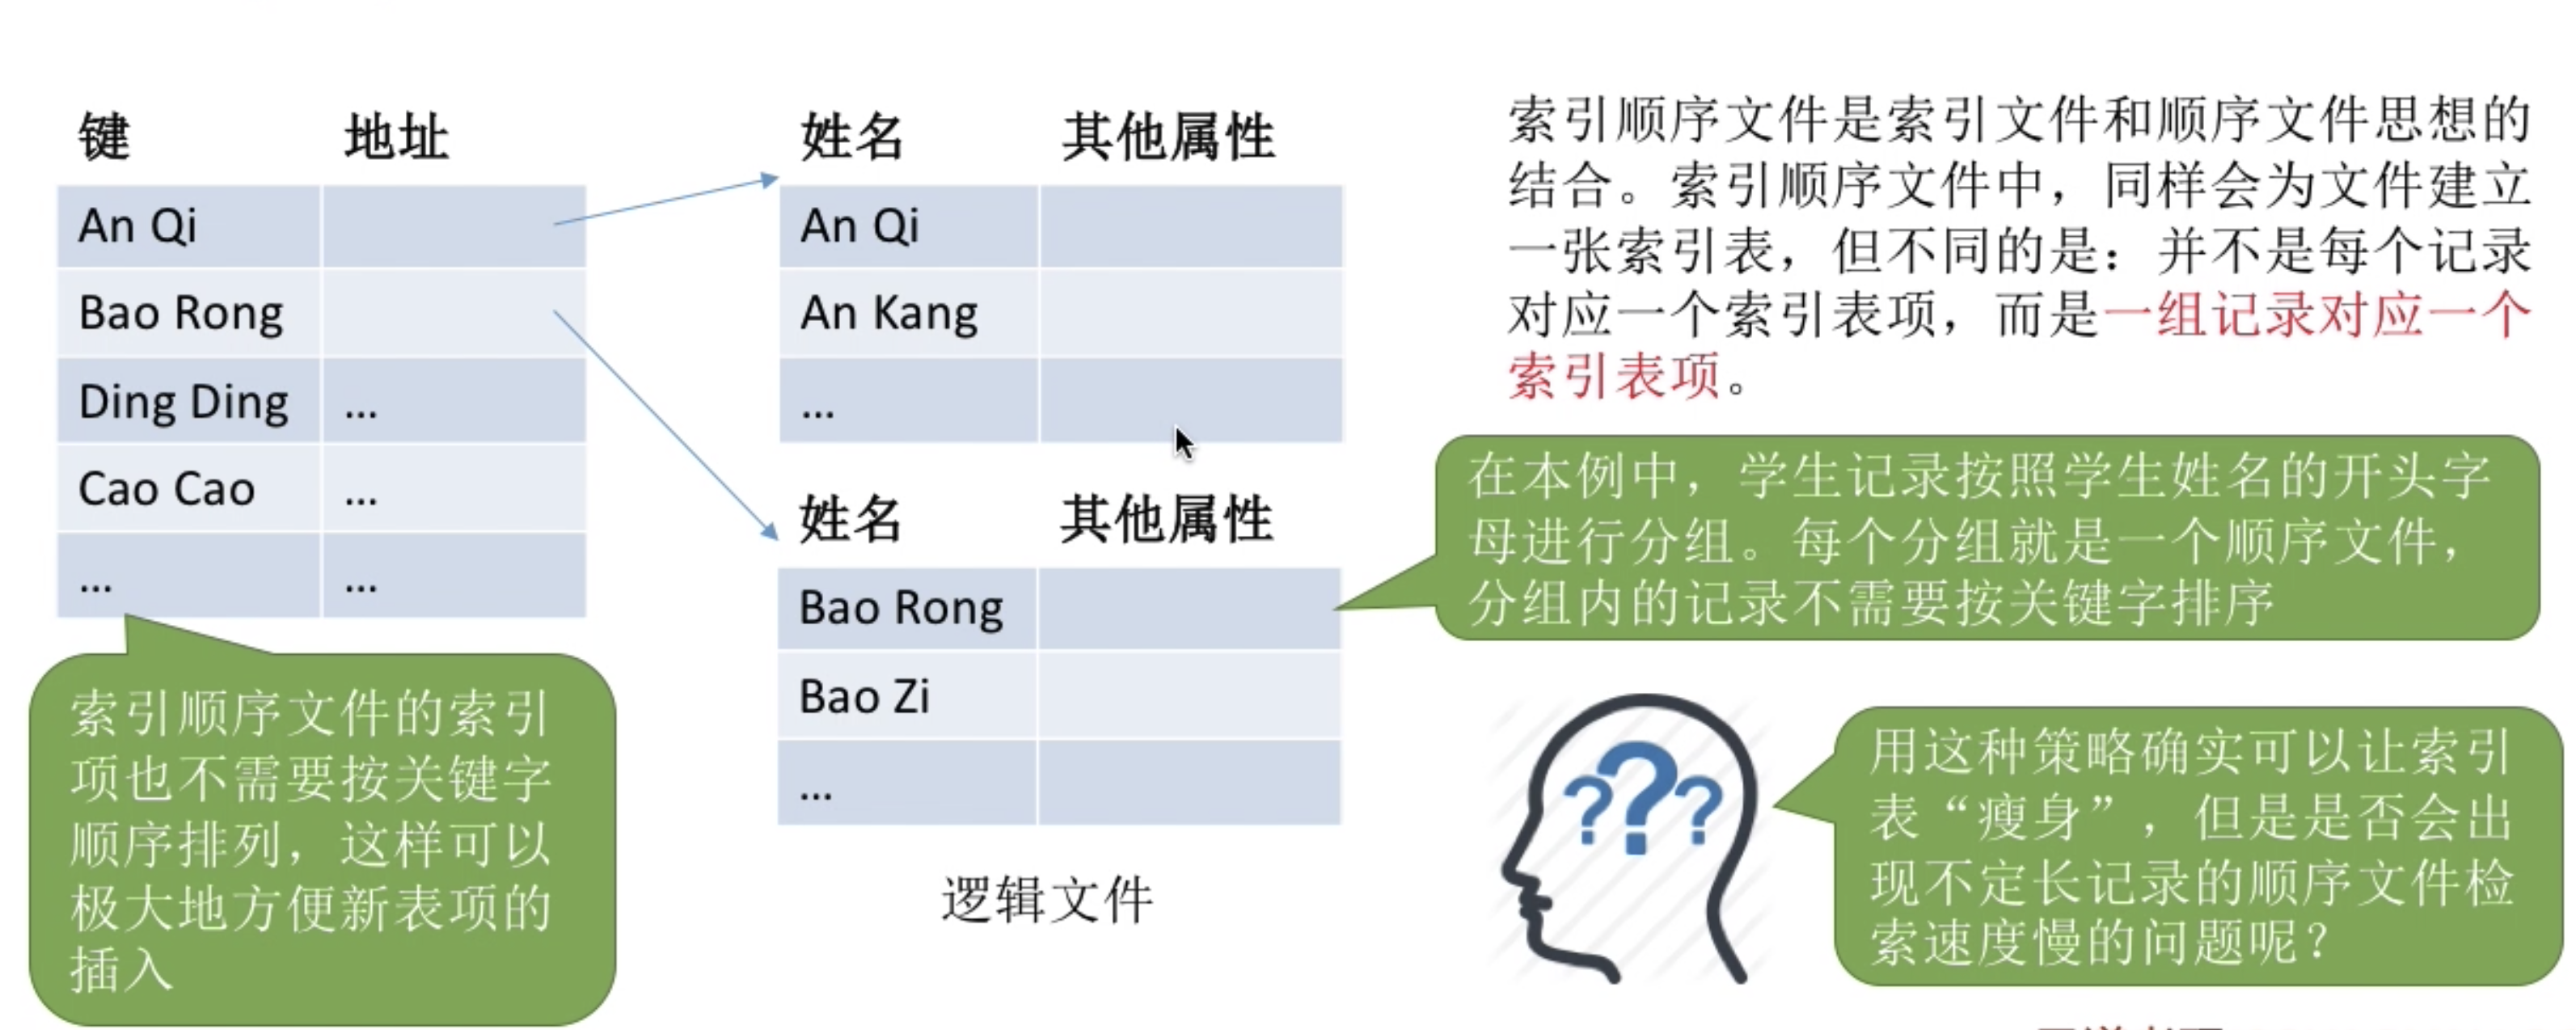 键 地址
An Qi
Bao Rong
Ding Ding ...
Cao Cao ...
... ...
索引顺序文件的索引
项也不需要按关键字
顺序排列，这样可以
极大地方便新表项的
插入
姓名 其他属性
An Qi
An Kang
...
姓名 其他属性
Bao Rong
Bao Zi
...
逻辑文件
索引顺序文件是索引文件和顺序文件思想的
结合。索引顺序文件中，同样会为文件建立
一张索引表，但不同的是：并不是每个记录
对应一个索引表项，而是一组记录对应一个
索引表项。
在本例中，学生记录按照学生姓名的开头字
母进行分组。每个分组就是一个顺序文件，
分组内的记录不需要按关键字排序
???
用这种策略确实可以让索引
表“瘦身”，但是是否会出
现不定长记录的顺序文件检
索速度慢的问题呢？